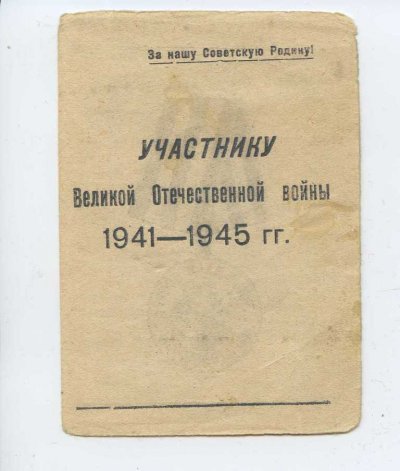 За нашу Советскую Родину!
УЧАСТНИКУ
Великой Отечественной войны
1941—1945 гг.